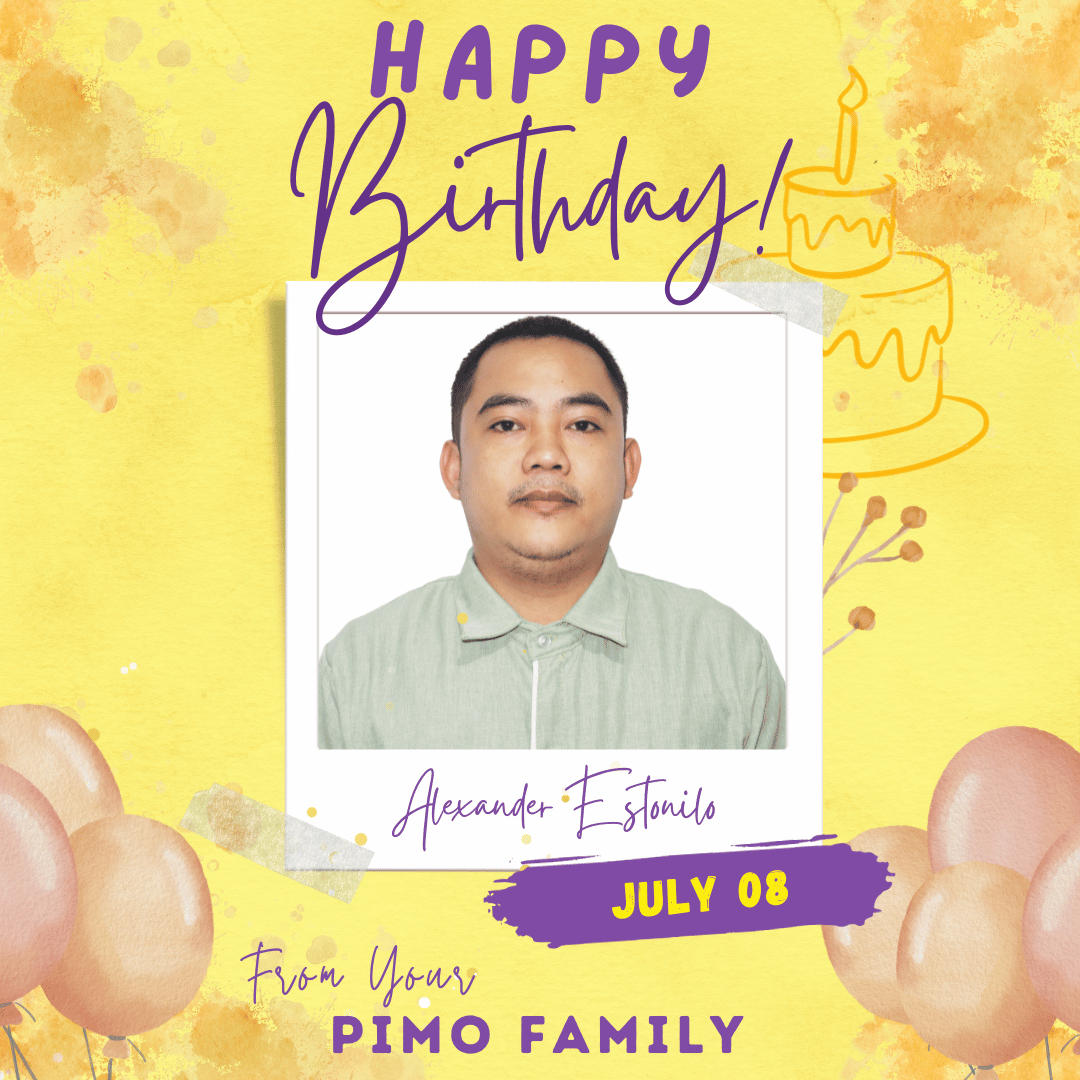 HAPPY
Birthday!
Alexander Estonilo
JULY 08
From Your
PIMO FAMILY